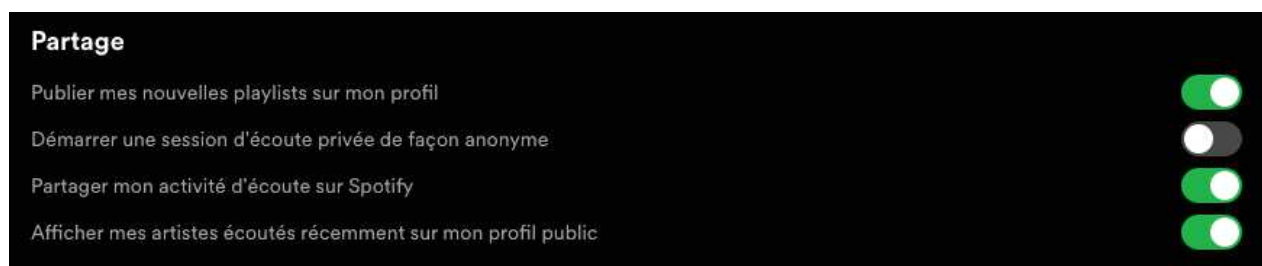 Partage
Publier mes nouvelles playlists sur mon profil
Démarrer une session d'écoute privée de façon anonyme
Partager mon activité d'écoute sur Spotify
Afficher mes artistes écoutés récemment sur mon profil public